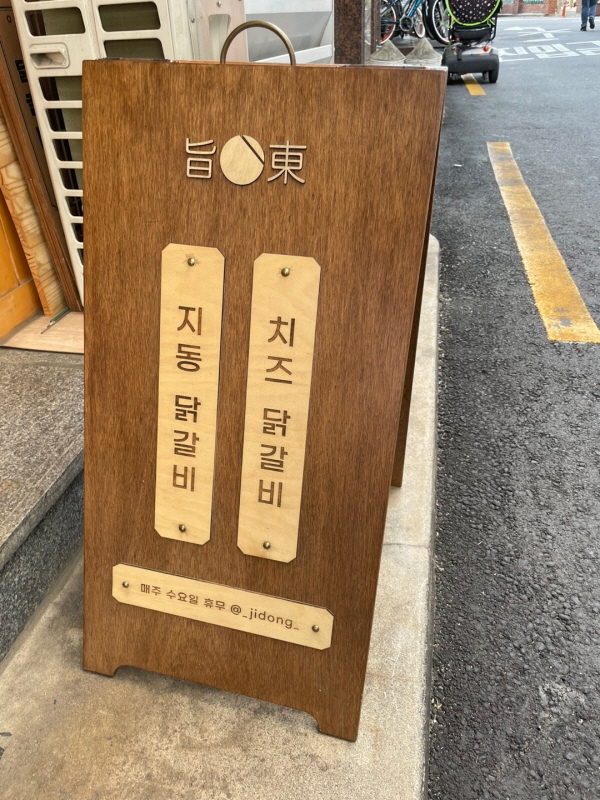 旨東
지동 닭갈비
치즈 닭갈비
매주 수요일 휴무 @_jidong_